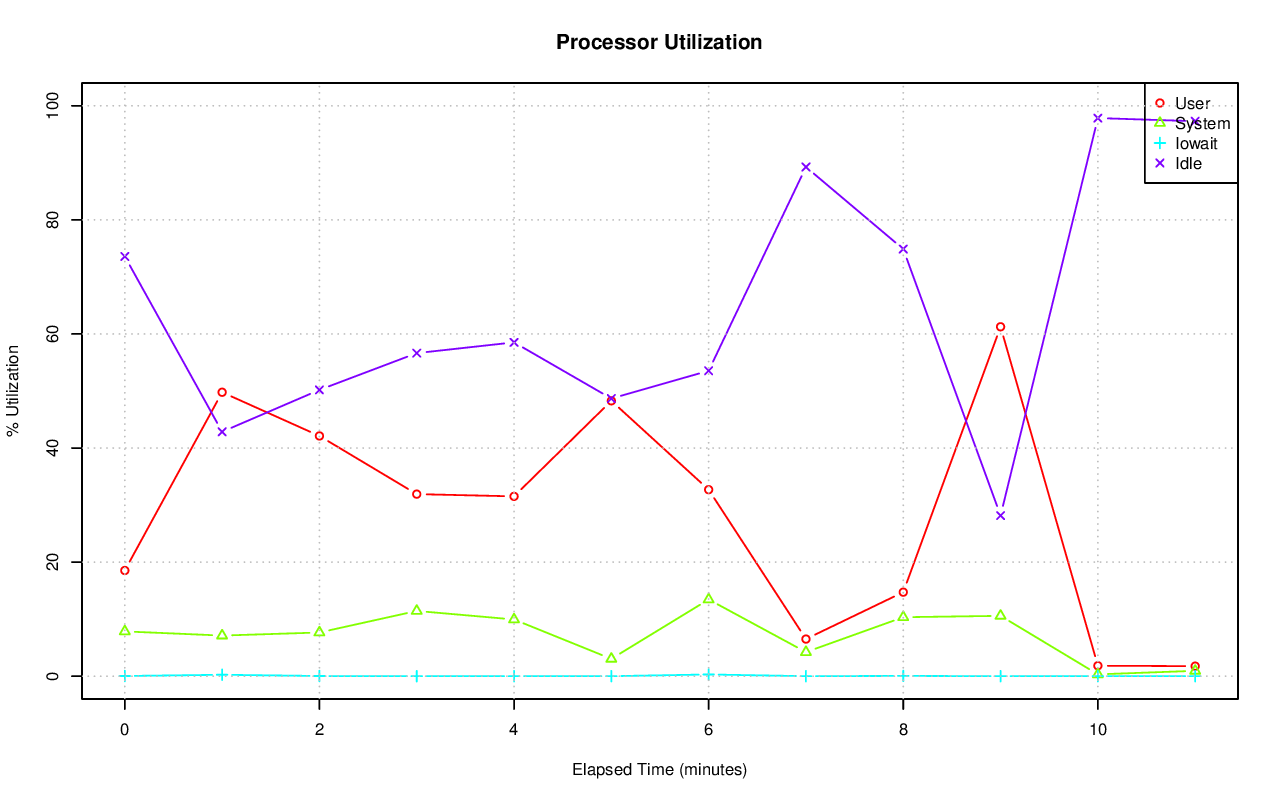 Processor Utilization
% Utilization
100
80
60
40
20
0
User
System
Iowait
Idle
0 2 4 6 8 10
Elapsed Time (minutes)